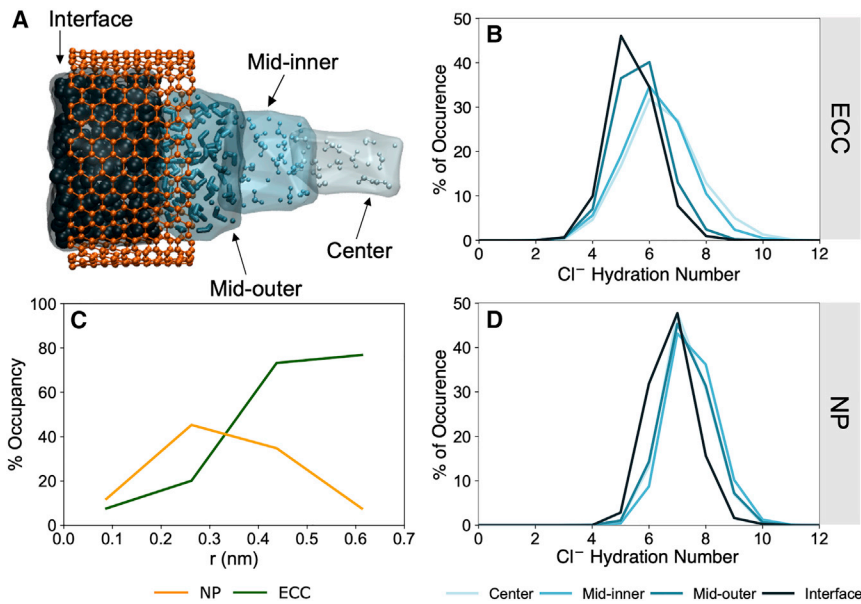 A
Interface
Mid-inner
Center
Mid-outer
B
50
40
30
20
10
0
% of Occurence
0 2 4 6 8 10 12
Cl⁻ Hydration Number
ECC
C
100
80
60
40
20
0
% Occupancy
0.0 0.1 0.2 0.3 0.4 0.5 0.6 0.7
r (nm)
NP ECC
D
50
40
30
20
10
0
% of Occurence
0 2 4 6 8 10 12
Cl⁻ Hydration Number
NP
Center Mid-inner Mid-outer Interface